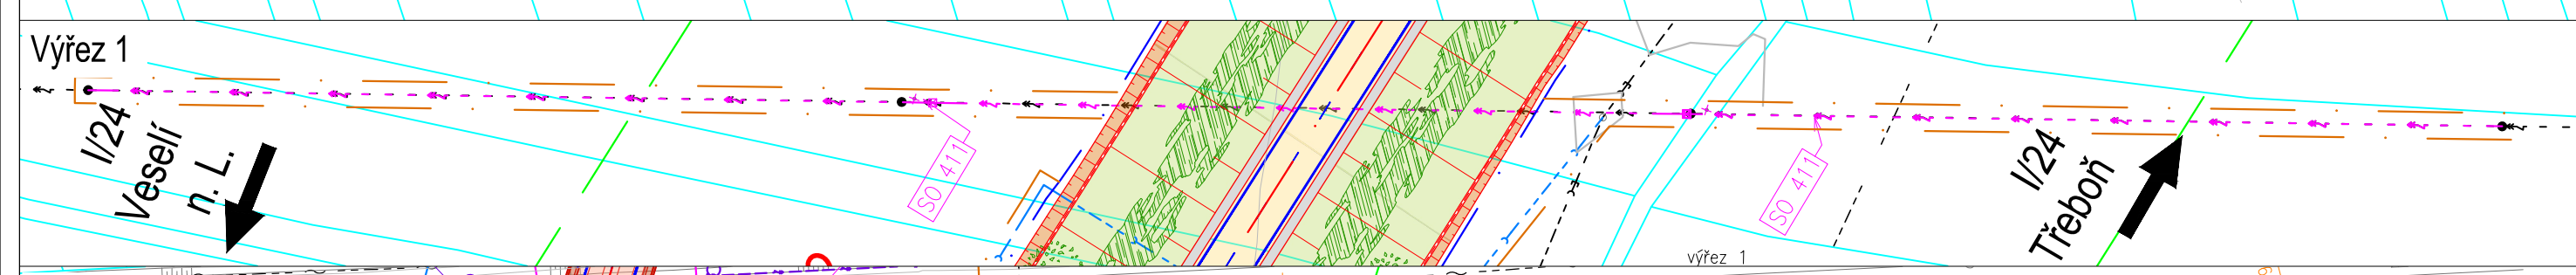 Výřez 1
I/24
Veselí
n. L.
SO 411
SO 411
I/24
Třeboň
výřez 1